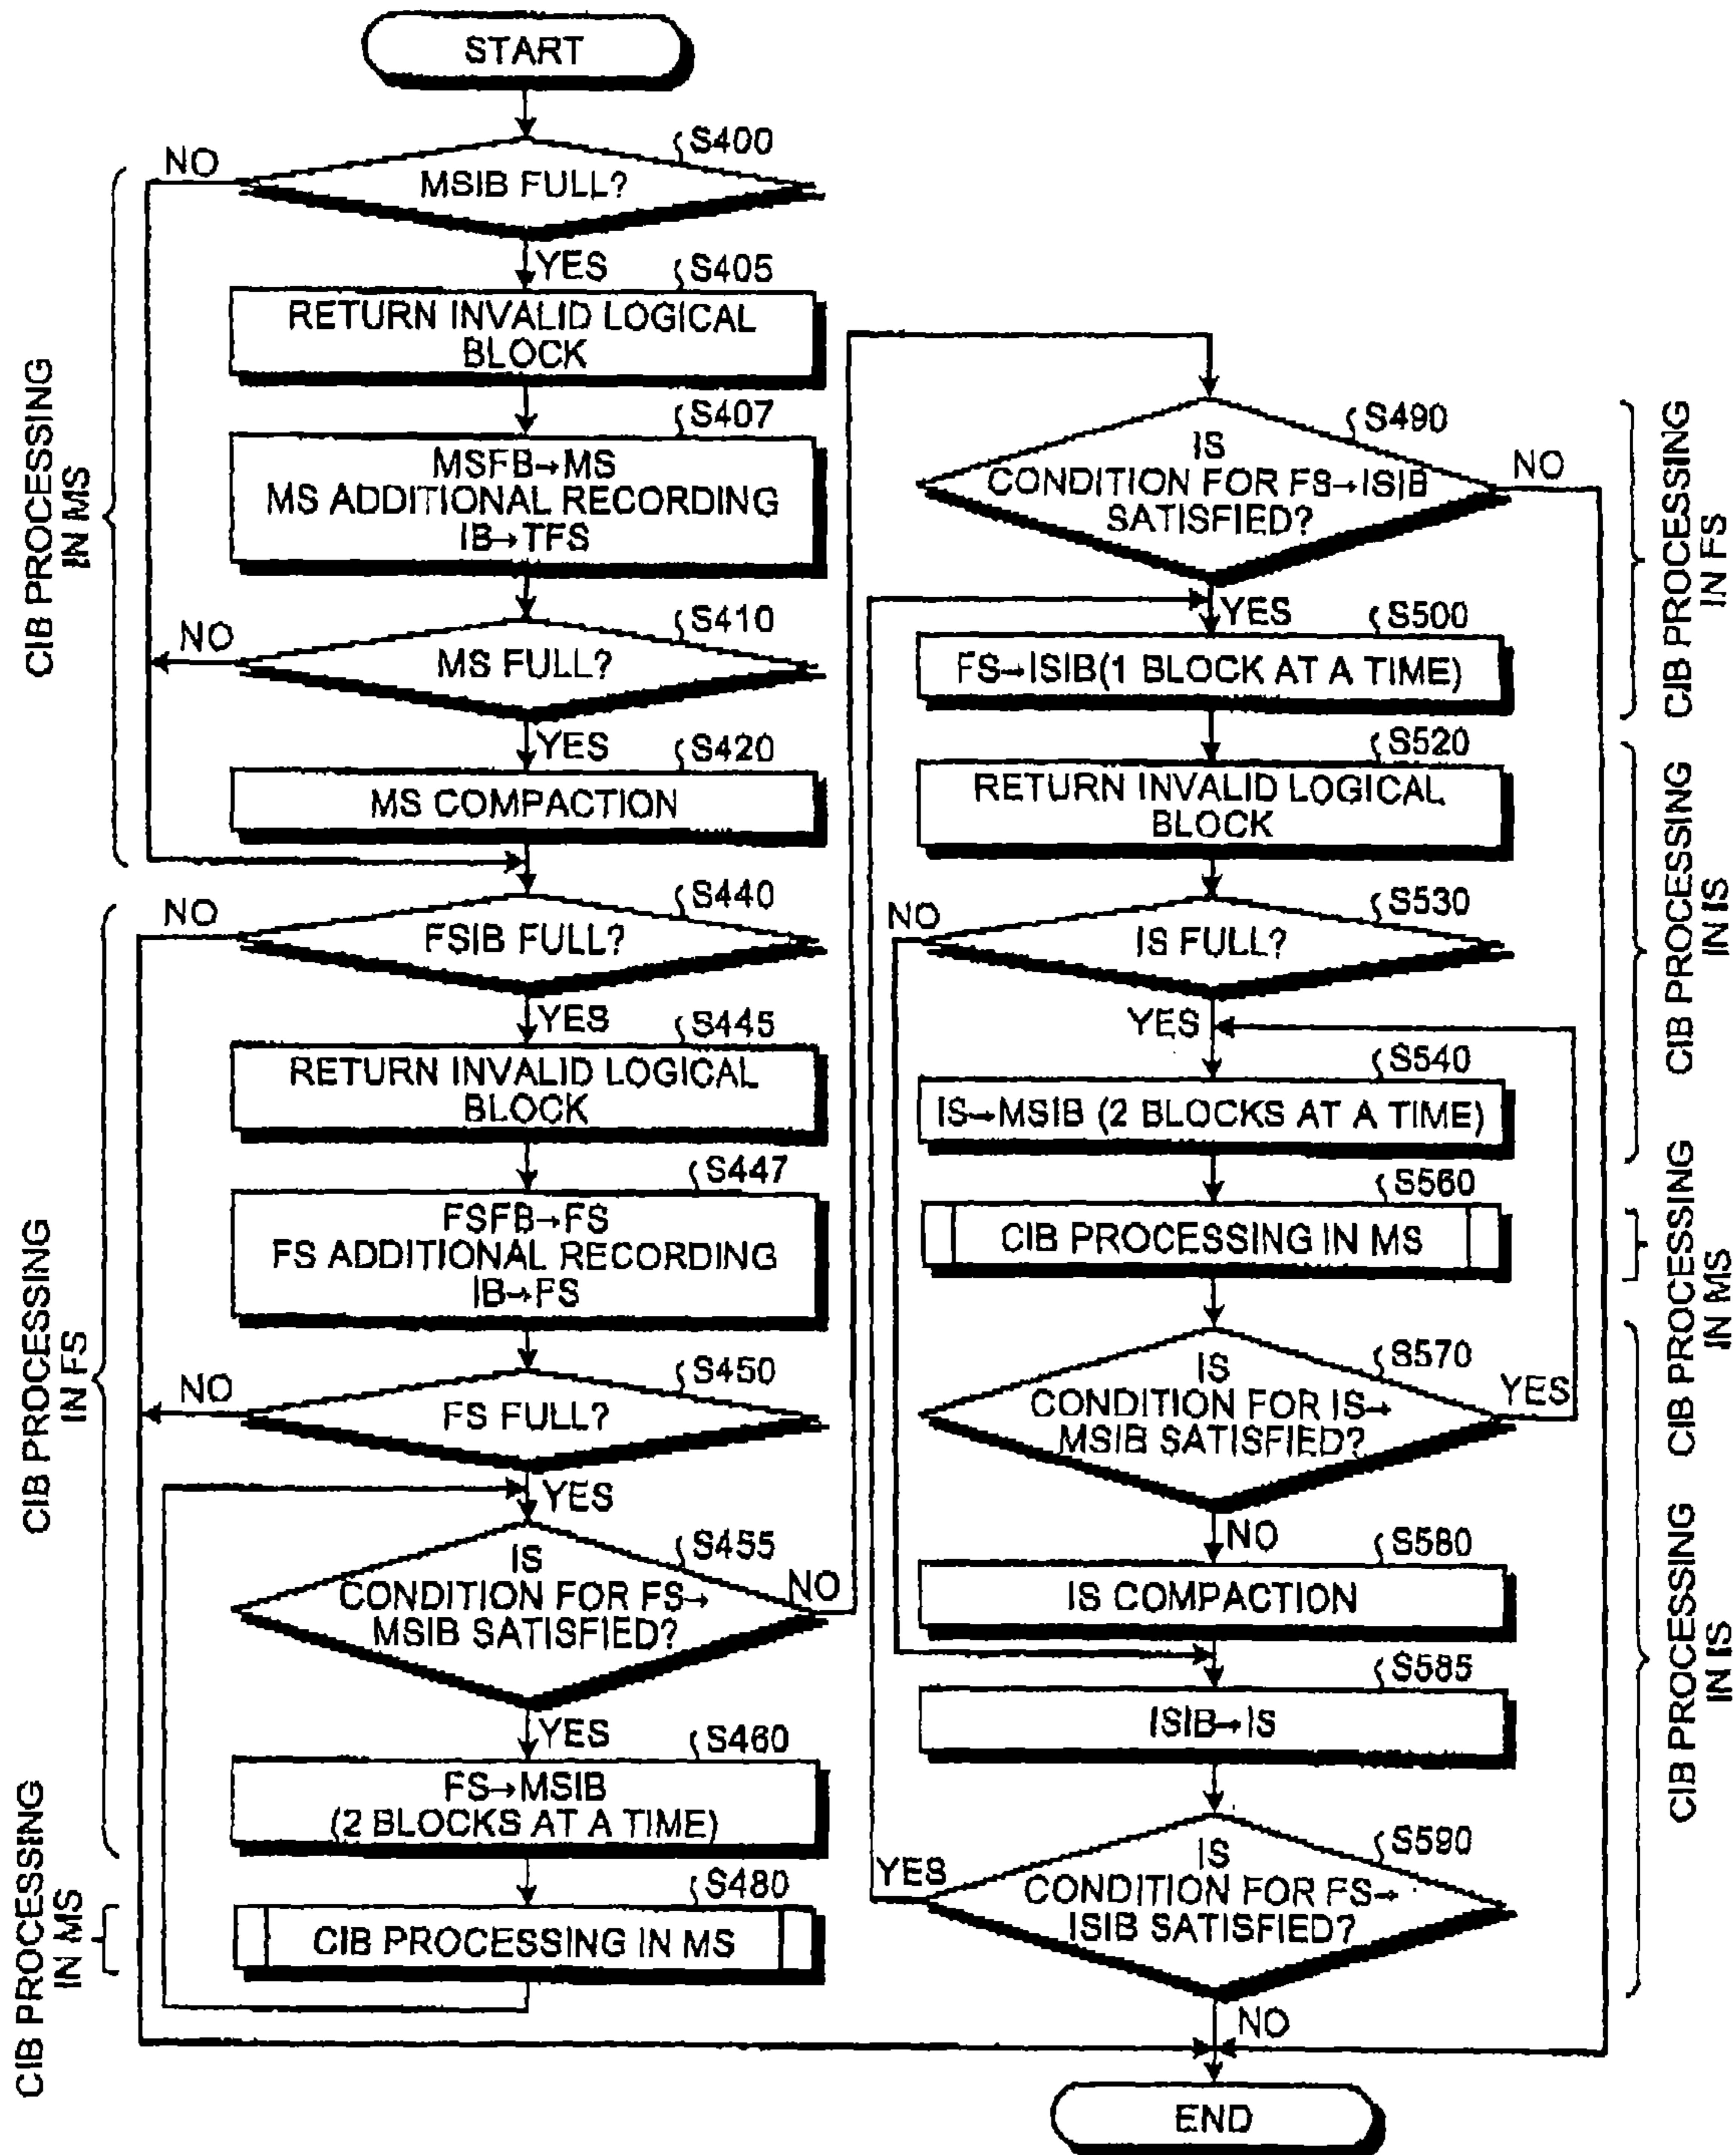 START
S400
NO
MSIB FULL?
YES
S405
RETURN INVALID LOGICAL
BLOCK
S407
MSFB→MS
MS ADDITIONAL RECORDING
IB→TFS
S410
NO
MS FULL?
YES
S420
MS COMPACTION
CIB PROCESSING
IN MS
S440
NO
FSIB FULL?
YES
S445
RETURN INVALID LOGICAL
BLOCK
S447
FSFB→FS
FS ADDITIONAL RECORDING
IB→FS
S450
NO
FS FULL?
YES
S455
IS
CONDITION FOR FS→
MSIB SATISFIED?
NO
YES
S460
FS→MSIB
(2 BLOCKS AT A TIME)
CIB PROCESSING
IN FS
S480
CIB PROCESSING IN MS
CIB PROCESSING
IN MS
S490
IS
CONDITION FOR FS→ISIB
SATISFIED?
NO
YES
S500
FS→ISIB(1 BLOCK AT A TIME)
CIB PROCESSING
IN FS
S520
RETURN INVALID LOGICAL
BLOCK
S530
NO
IS FULL?
YES
S540
IS→MSIB (2 BLOCKS AT A TIME)
CIB PROCESSING
IN IS
S560
CIB PROCESSING IN MS
CIB PROCESSING
IN MS
S570
IS
CONDITION FOR IS→
MSIB SATISFIED?
YES
NO
S580
IS COMPACTION
S585
ISIB→IS
S590
IS
CONDITION FOR FS→
ISIB SATISFIED?
YES
NO
CIB PROCESSING
IN IS
END